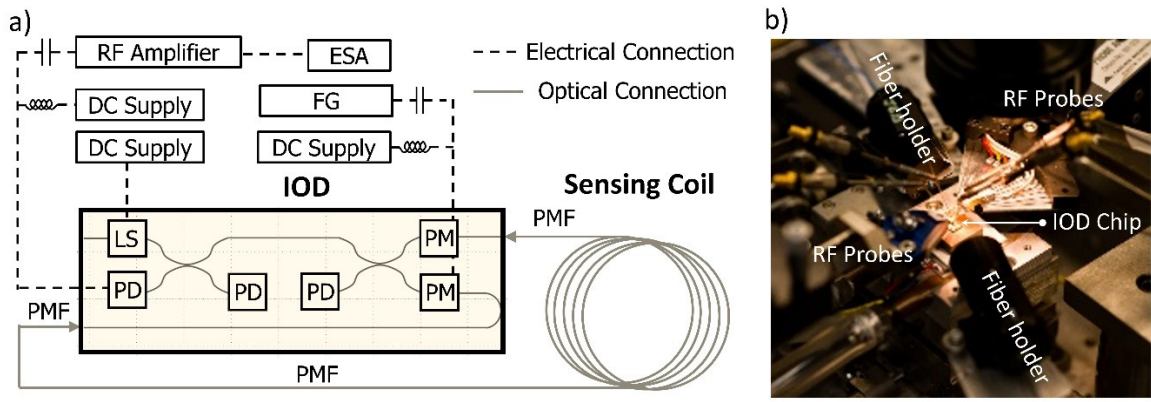 a)
RF Amplifier
ESA
Electrical Connection
DC Supply
FG
Optical Connection
DC Supply
DC Supply
IOD
Sensing Coil
LS
PM
PMF
PD
PD
PD
PM
PMF
PMF
b)
Fiber holder
RF Probes
IOD Chip
RF Probes
Fiber holder